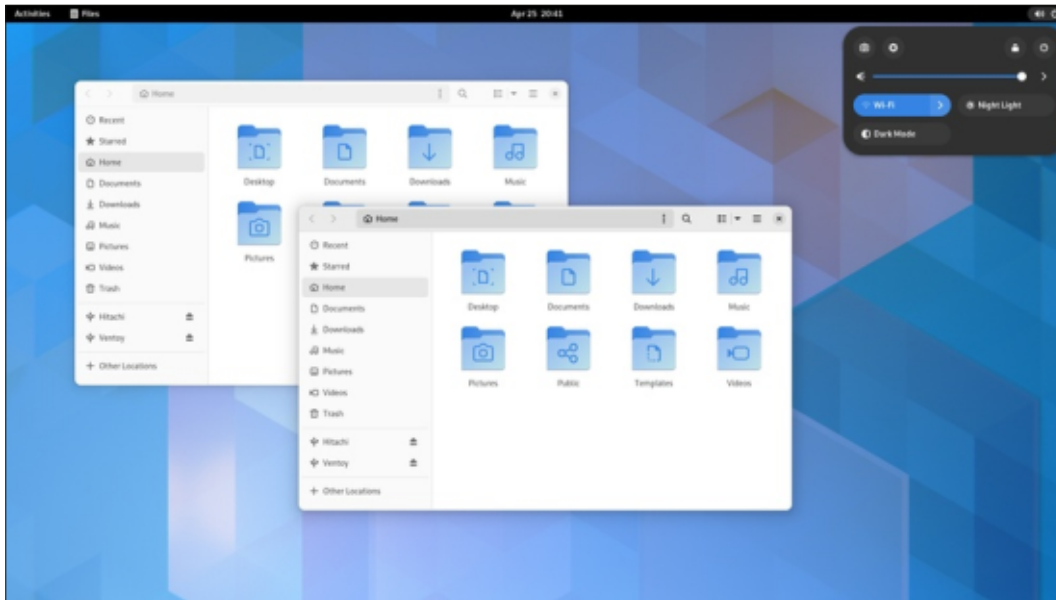 Activities Files Apr 25 20:41
Home
Recent
Starred
Home
Documents
Downloads
Music
Pictures
Videos
Trash
Hitachi
Ventoy
Other Locations
Desktop Documents Downloads Music
Pictures
Home
Recent
Starred
Home
Documents
Downloads
Music
Pictures
Videos
Trash
Hitachi
Ventoy
Other Locations
Desktop Documents Downloads Music
Pictures Public Templates Videos
Wi-Fi Night Light
Dark Mode